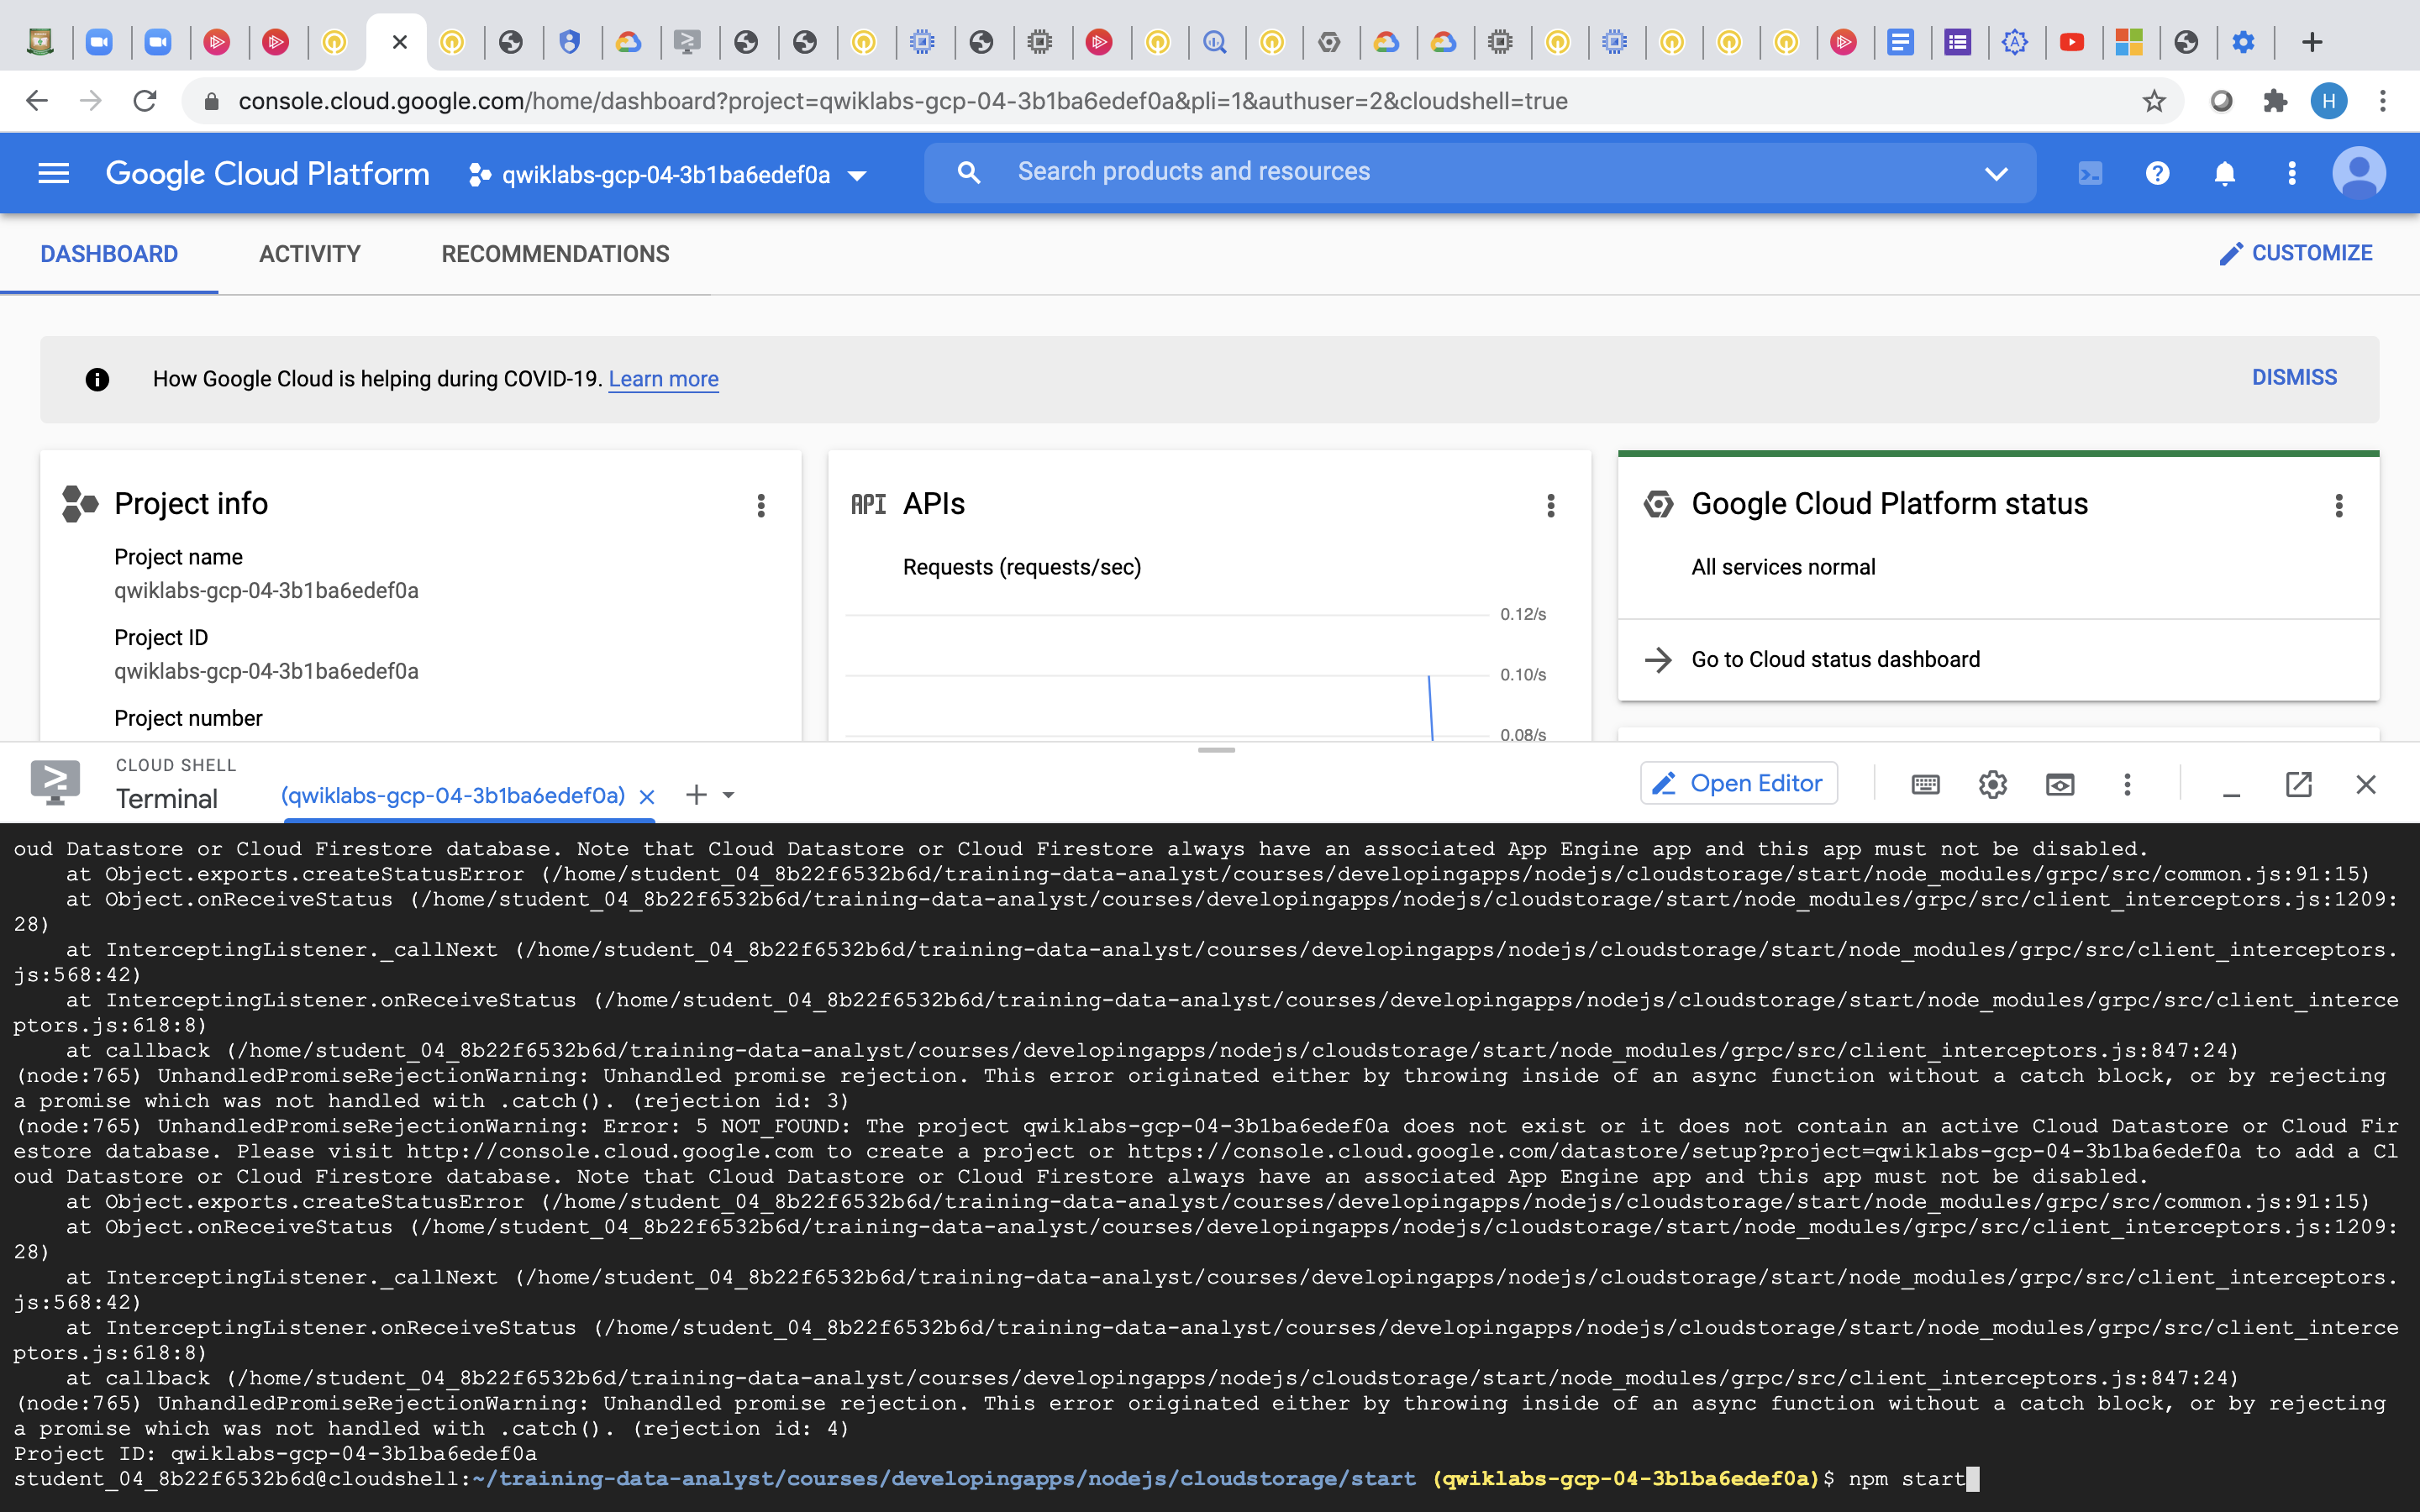 console.cloud.google.com/home/dashboard?project=qwiklabs-gcp-04-3b1ba6edef0a&pli=1&authuser=2&cloudshell=true
H
Google Cloud Platform
qwiklabs-gcp-04-3b1ba6edef0a
Search products and resources
DASHBOARD
ACTIVITY
RECOMMENDATIONS
CUSTOMIZE
How Google Cloud is helping during COVID-19. Learn more
DISMISS
Project info
Project name
qwiklabs-gcp-04-3b1ba6edef0a
Project ID
qwiklabs-gcp-04-3b1ba6edef0a
Project number
API APIs
Requests (requests/sec)
0.12/s
0.10/s
0.08/s
Google Cloud Platform status
All services normal
Go to Cloud status dashboard
CLOUD SHELL
Terminal
(qwiklabs-gcp-04-3b1ba6edef0a)
Open Editor
oud Datastore or Cloud Firestore database. Note that Cloud Datastore or Cloud Firestore always have an associated App Engine app and this app must not be disabled.
    at Object.exports.createStatusError (/home/student_04_8b22f6532b6d/training-data-analyst/courses/developingapps/nodejs/cloudstorage/start/node_modules/grpc/src/common.js:91:15)
    at Object.onReceiveStatus (/home/student_04_8b22f6532b6d/training-data-analyst/courses/developingapps/nodejs/cloudstorage/start/node_modules/grpc/src/client_interceptors.js:1209:
28)
    at InterceptingListener._callNext (/home/student_04_8b22f6532b6d/training-data-analyst/courses/developingapps/nodejs/cloudstorage/start/node_modules/grpc/src/client_interceptors.
js:568:42)
    at InterceptingListener.onReceiveStatus (/home/student_04_8b22f6532b6d/training-data-analyst/courses/developingapps/nodejs/cloudstorage/start/node_modules/grpc/src/client_interce
ptors.js:618:8)
    at callback (/home/student_04_8b22f6532b6d/training-data-analyst/courses/developingapps/nodejs/cloudstorage/start/node_modules/grpc/src/client_interceptors.js:847:24)
(node:765) UnhandledPromiseRejectionWarning: Unhandled promise rejection. This error originated either by throwing inside of an async function without a catch block, or by rejecting
a promise which was not handled with .catch(). (rejection id: 3)
(node:765) UnhandledPromiseRejectionWarning: Error: 5 NOT_FOUND: The project qwiklabs-gcp-04-3b1ba6edef0a does not exist or it does not contain an active Cloud Datastore or Cloud Fir
estore database. Please visit http://console.cloud.google.com to create a project or https://console.cloud.google.com/datastore/setup?project=qwiklabs-gcp-04-3b1ba6edef0a to add a Cl
oud Datastore or Cloud Firestore database. Note that Cloud Datastore or Cloud Firestore always have an associated App Engine app and this app must not be disabled.
    at Object.exports.createStatusError (/home/student_04_8b22f6532b6d/training-data-analyst/courses/developingapps/nodejs/cloudstorage/start/node_modules/grpc/src/common.js:91:15)
    at Object.onReceiveStatus (/home/student_04_8b22f6532b6d/training-data-analyst/courses/developingapps/nodejs/cloudstorage/start/node_modules/grpc/src/client_interceptors.js:1209:
28)
    at InterceptingListener._callNext (/home/student_04_8b22f6532b6d/training-data-analyst/courses/developingapps/nodejs/cloudstorage/start/node_modules/grpc/src/client_interceptors.
js:568:42)
    at InterceptingListener.onReceiveStatus (/home/student_04_8b22f6532b6d/training-data-analyst/courses/developingapps/nodejs/cloudstorage/start/node_modules/grpc/src/client_interce
ptors.js:618:8)
    at callback (/home/student_04_8b22f6532b6d/training-data-analyst/courses/developingapps/nodejs/cloudstorage/start/node_modules/grpc/src/client_interceptors.js:847:24)
(node:765) UnhandledPromiseRejectionWarning: Unhandled promise rejection. This error originated either by throwing inside of an async function without a catch block, or by rejecting
a promise which was not handled with .catch(). (rejection id: 4)
Project ID: qwiklabs-gcp-04-3b1ba6edef0a
student_04_8b22f6532b6d@cloudshell:~/training-data-analyst/courses/developingapps/nodejs/cloudstorage/start (qwiklabs-gcp-04-3b1ba6edef0a)$ npm start